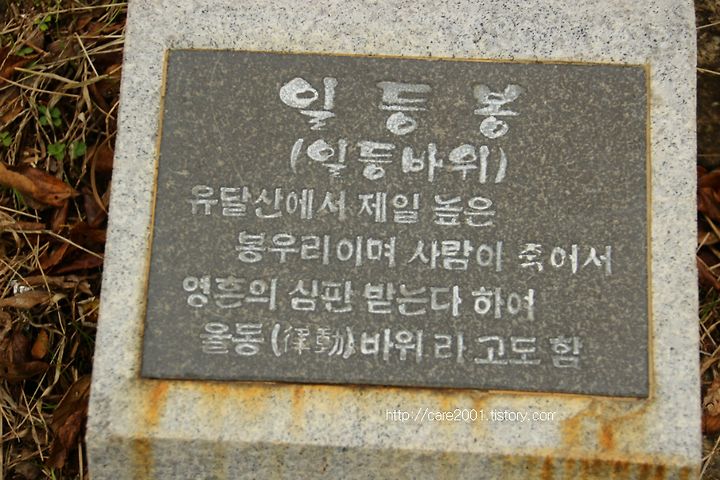 일등봉
(일등바위)
유달산에서 제일 높은
봉우리이며 사람이 죽어서
영혼의 심판 받는다 하여
율동(律動)바위라고도 함
http://care2001.tistory.com